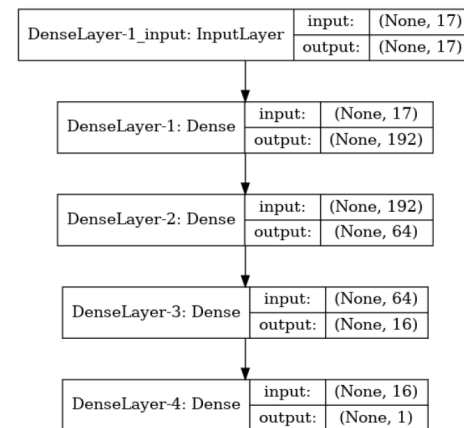 DenseLayer-1_input: InputLayer input: (None, 17)
output: (None, 17)
DenseLayer-1: Dense input: (None, 17)
output: (None, 192)
DenseLayer-2: Dense input: (None, 192)
output: (None, 64)
DenseLayer-3: Dense input: (None, 64)
output: (None, 16)
DenseLayer-4: Dense input: (None, 16)
output: (None, 1)